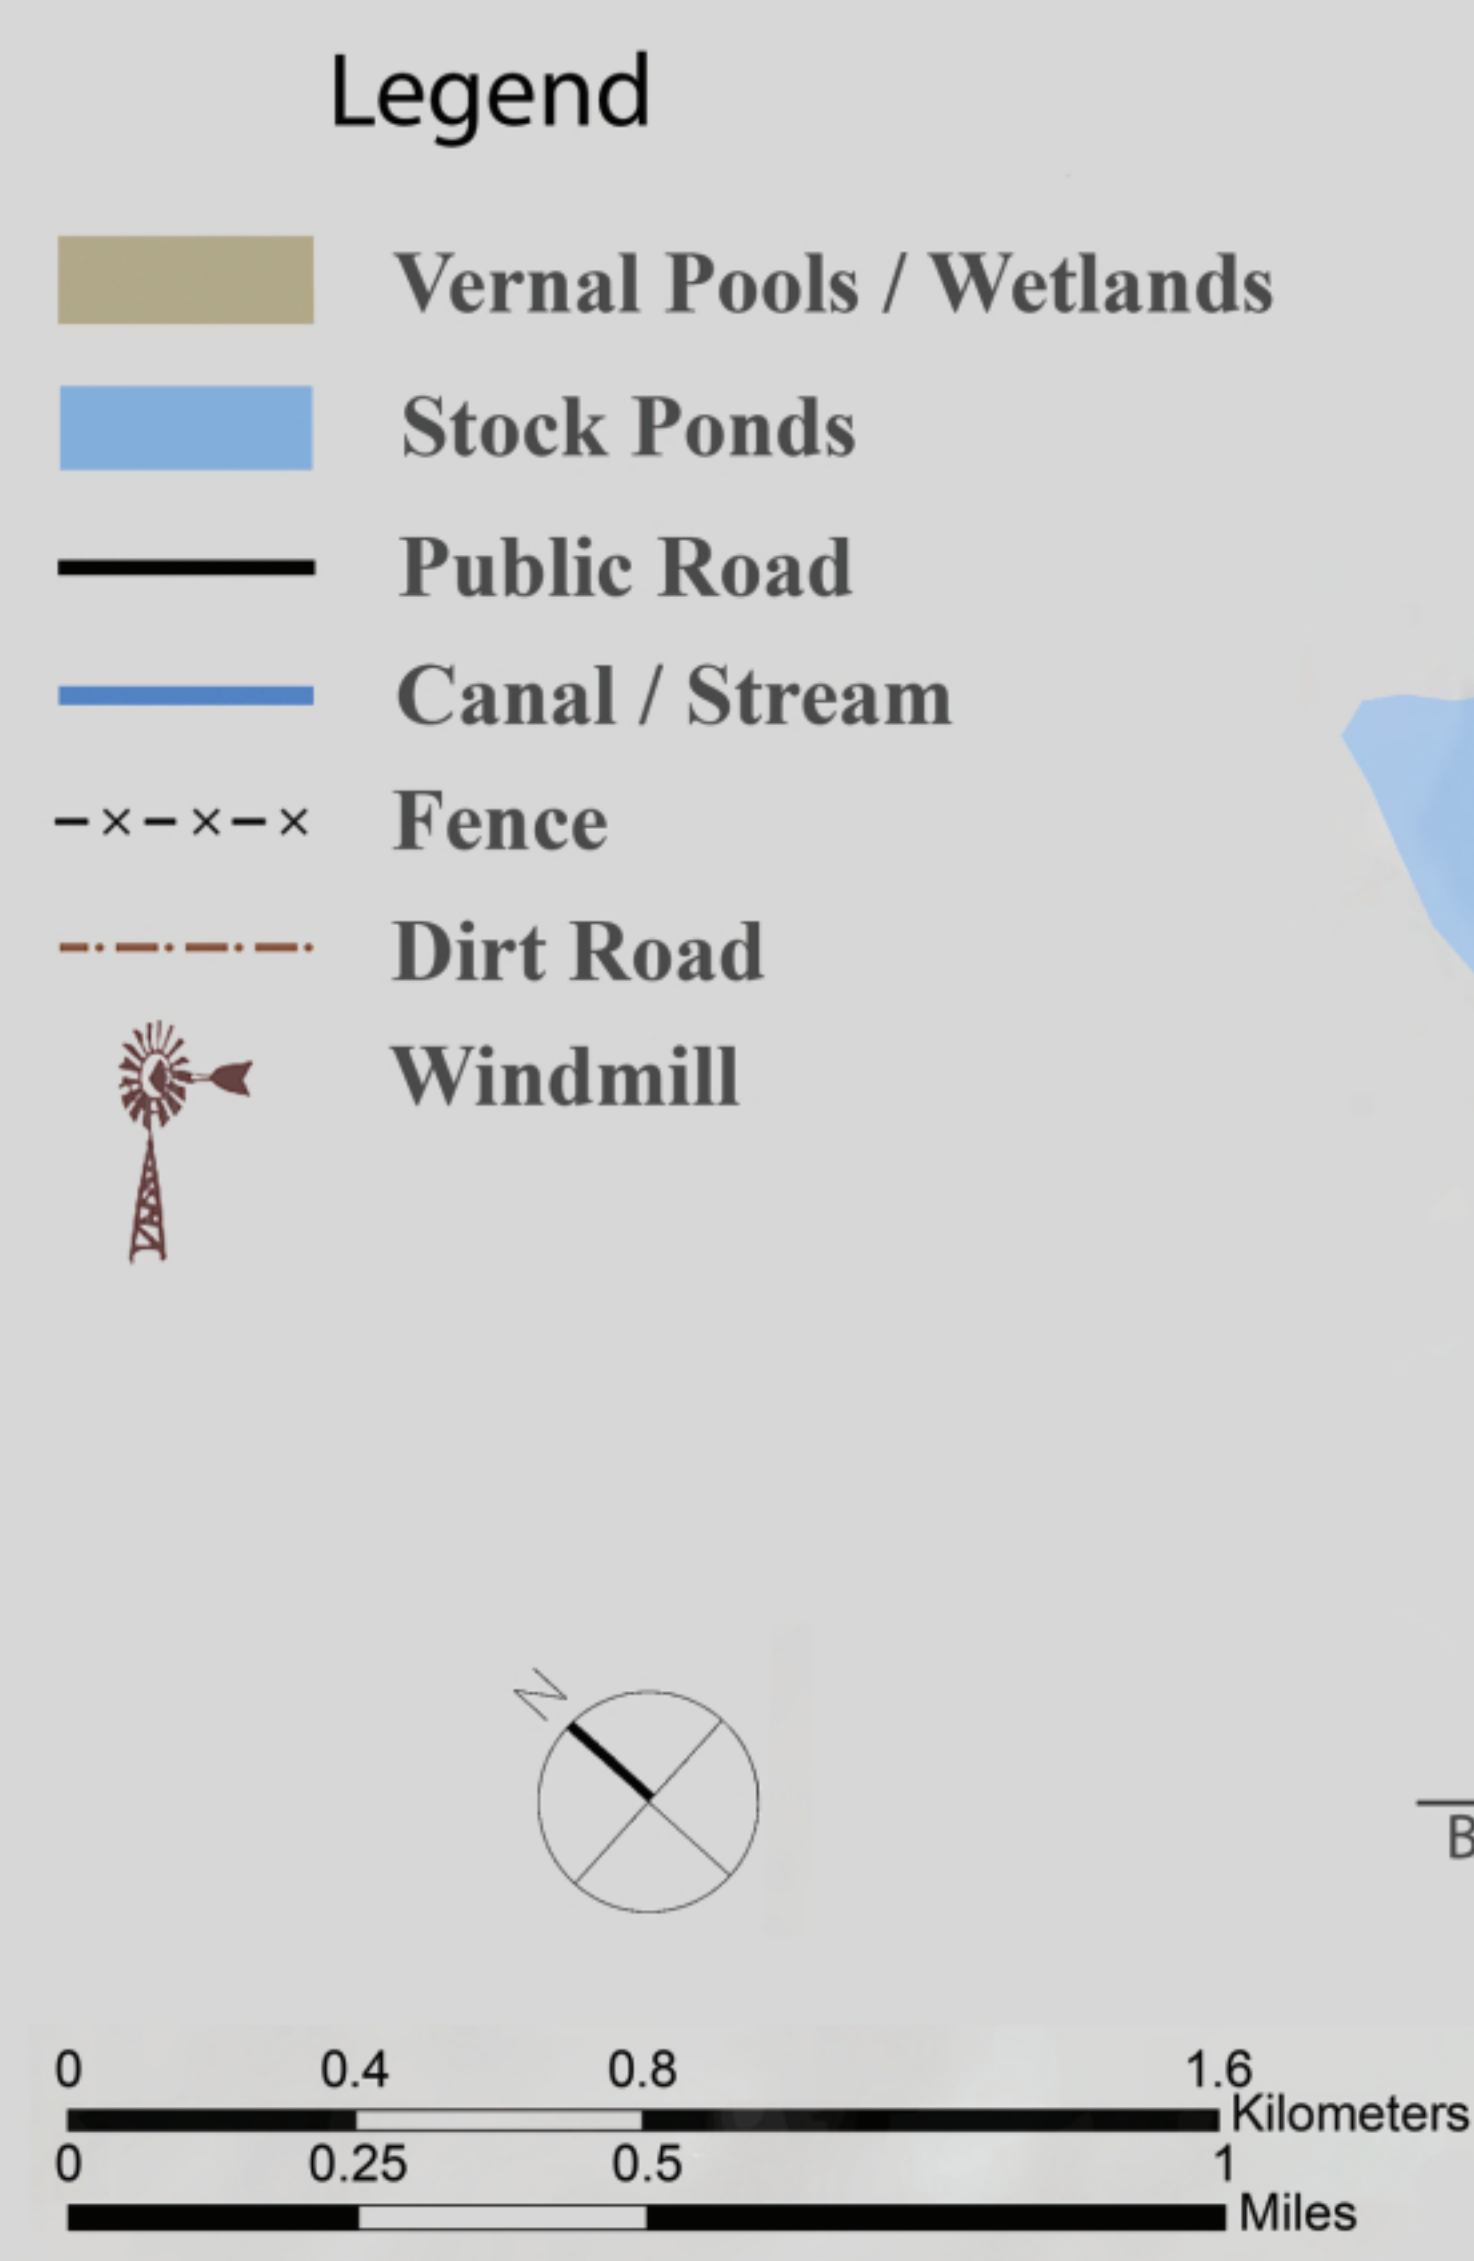 Legend
Vernal Pools / Wetlands
Stock Ponds
Public Road
Canal / Stream
Fence
Dirt Road
Windmill
N
B
0 0.4 0.8 1.6
Kilometers
0 0.25 0.5 1
Miles